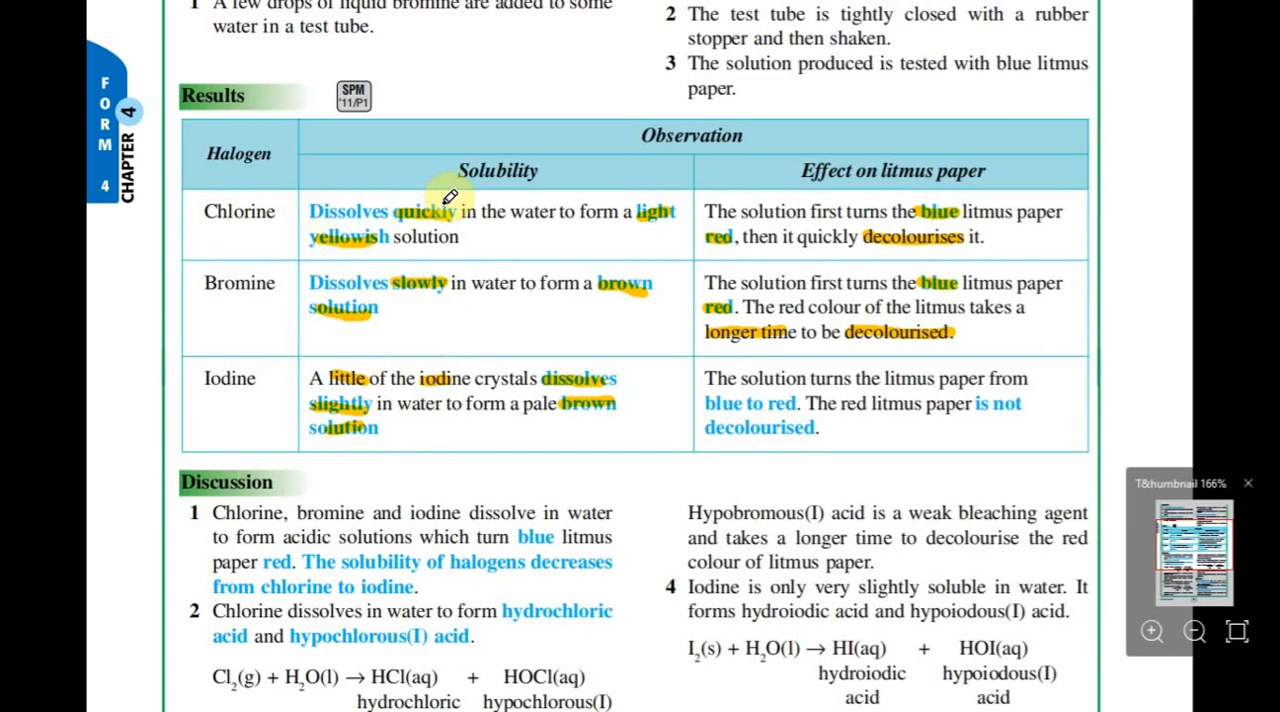 1 A few drops of liquid bromine are added to some
water in a test tube.
2 The test tube is tightly closed with a rubber
stopper and then shaken.
3 The solution produced is tested with blue litmus
paper.
FORM 4
CHAPTER 4
Results
SPM
'11/P1
Halogen
Observation
Solubility
Effect on litmus paper
Chlorine
Dissolves quickly in the water to form a light
yellowish solution
The solution first turns the blue litmus paper
red, then it quickly decolourises it.
Bromine
Dissolves slowly in water to form a brown
solution
The solution first turns the blue litmus paper
red. The red colour of the litmus takes a
longer time to be decolourised.
Iodine
A little of the iodine crystals dissolves
slightly in water to form a pale brown
solution
The solution turns the litmus paper from
blue to red. The red litmus paper is not
decolourised.
Discussion
1 Chlorine, bromine and iodine dissolve in water
to form acidic solutions which turn blue litmus
paper red. The solubility of halogens decreases
from chlorine to iodine.
2 Chlorine dissolves in water to form hydrochloric
acid and hypochlorous(I) acid.
Cl₂(g) + H₂O(l) → HCl(aq) + HOCl(aq)
hydrochloric hypochlorous(I)
Hypobromous(I) acid is a weak bleaching agent
and takes a longer time to decolourise the red
colour of litmus paper.
4 Iodine is only very slightly soluble in water. It
forms hydroiodic acid and hypoiodous(I) acid.
I₂(s) + H₂O(l) → HI(aq) + HOI(aq)
hydroiodic hypoiodous(I)
acid acid
T&humbnail 166%